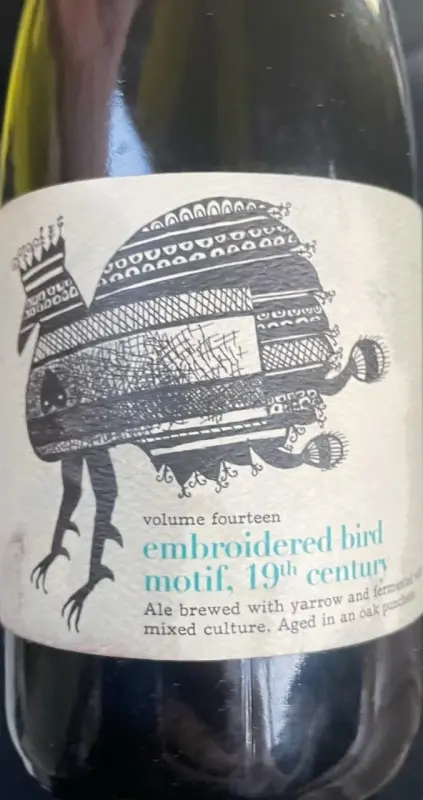 volume fourteen
embroidered bird
motif, 19th century
Ale brewed with yarrow and fermented
mixed culture. Aged in an oak puncheon